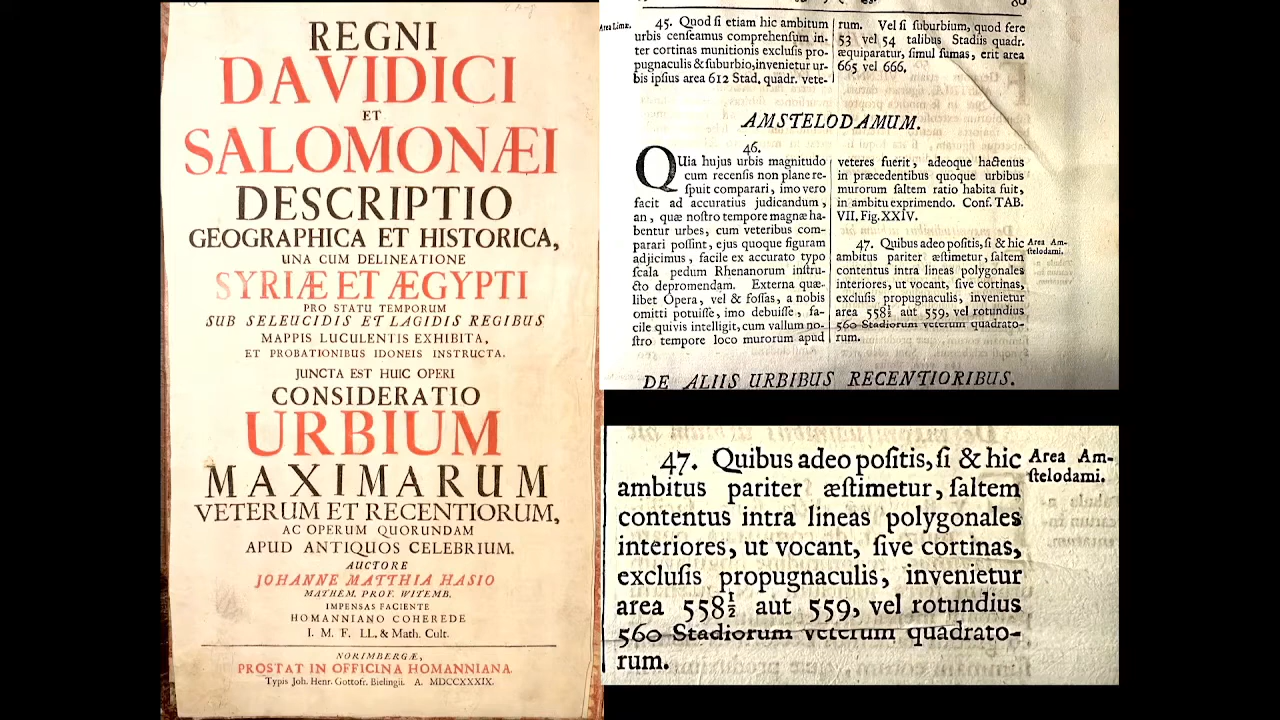 REGNI
DAVIDICI
ET
SALOMONÆI
DESCRIPTIO
GEOGRAPHICA ET HISTORICA,
UNA CUM DELINEATIONE
SYRIÆ ET ÆGYPTI
PRO STATU TEMPORUM
SUB SELEUCIDIS ET LAGIDIS REGIBUS
MAPPIS LUCULENTIS EXHIBITA,
ET PROBATIONIBUS IDONEIS INSTRUCTA.
JUNCTA EST HUIC OPERI
CONSIDERATIO
URBIUM
MAXIMARUM
VETERUM ET RECENTIORUM,
AC OPERUM QUORUNDAM
APUD ANTIQUOS CELEBRIUM.
AUCTORE
JOHANNE MATTHIA HASIO
MATHEM. PROF. WITEMB.
IMPENSAS FACIENTE
HOMANNIANO COHEREDE
I. M. F. LL. & Math. Cult.
NORIMBERGÆ,
PROSTAT IN OFFICINA HOMANNIANA.
Typis Joh. Henr. Gottofr. Bielingii. A. MDCCXXXIX.
Area Limæ.
45. Quod ſi etiam hic ambitum
urbis cenſeamus comprehenſum in-
ter cortinas munitionis excluſis pro-
pugnaculis & ſuburbio, invenietur ur-
bis ipſius area 612 Stad. quadr. vete-
rum. Vel ſi ſuburbium, quod fere
53 vel 54 talibus Stadiis quadr.
æquiparatur, ſimul ſumas, erit area
665 vel 666.
AMSTELODAMUM
46.
QUia hujus urbis magnitudo
cum recenſis non plane re-
ſpuit comparari, imo vero
facit ad accuratius judicandum,
an, quæ noſtro tempore magnæ ha-
bentur urbes, cum veteribus com-
parari poſſint, ejus quoque figuram
adjicimus, facile ex accurato typo
ſcala pedum Rhenanorum inſtru-
cto depromendam. Externa quæ-
libet Opera, vel & foſſas, a nobis
omitti potuiſſe, imo debuiſſe, fa-
cile quivis intelligit, cum vallum no-
ſtro tempore loco murorum apud
veteres fuerit, adeoque hactenus
in præcedentibus quoque urbibus
murorum ſaltem ratio habita fuit,
in ambitu exprimendo. Conf. TAB.
VII. Fig. XXIV.
47. Quibus adeo poſitis, ſi & hic
ambitus pariter æſtimetur, ſaltem
contentus intra lineas polygonales
interiores, ut vocant, ſive cortinas,
excluſis propugnaculis, invenietur
area 558½ aut 559, vel rotundius
560 Stadiorum veterum quadrato-
rum.
Area Am-
ſtelodami.
DE ALIIS URBIBUS RECENTIORIBUS.
47. Quibus adeo poſitis, ſi & hic
ambitus pariter æſtimetur, ſaltem
contentus intra lineas polygonales
interiores, ut vocant, ſive cortinas,
excluſis propugnaculis, invenietur
area 558½ aut 559, vel rotundius
560 Stadiorum veterum quadrato-
rum.
Area Am-
ſtelodami.